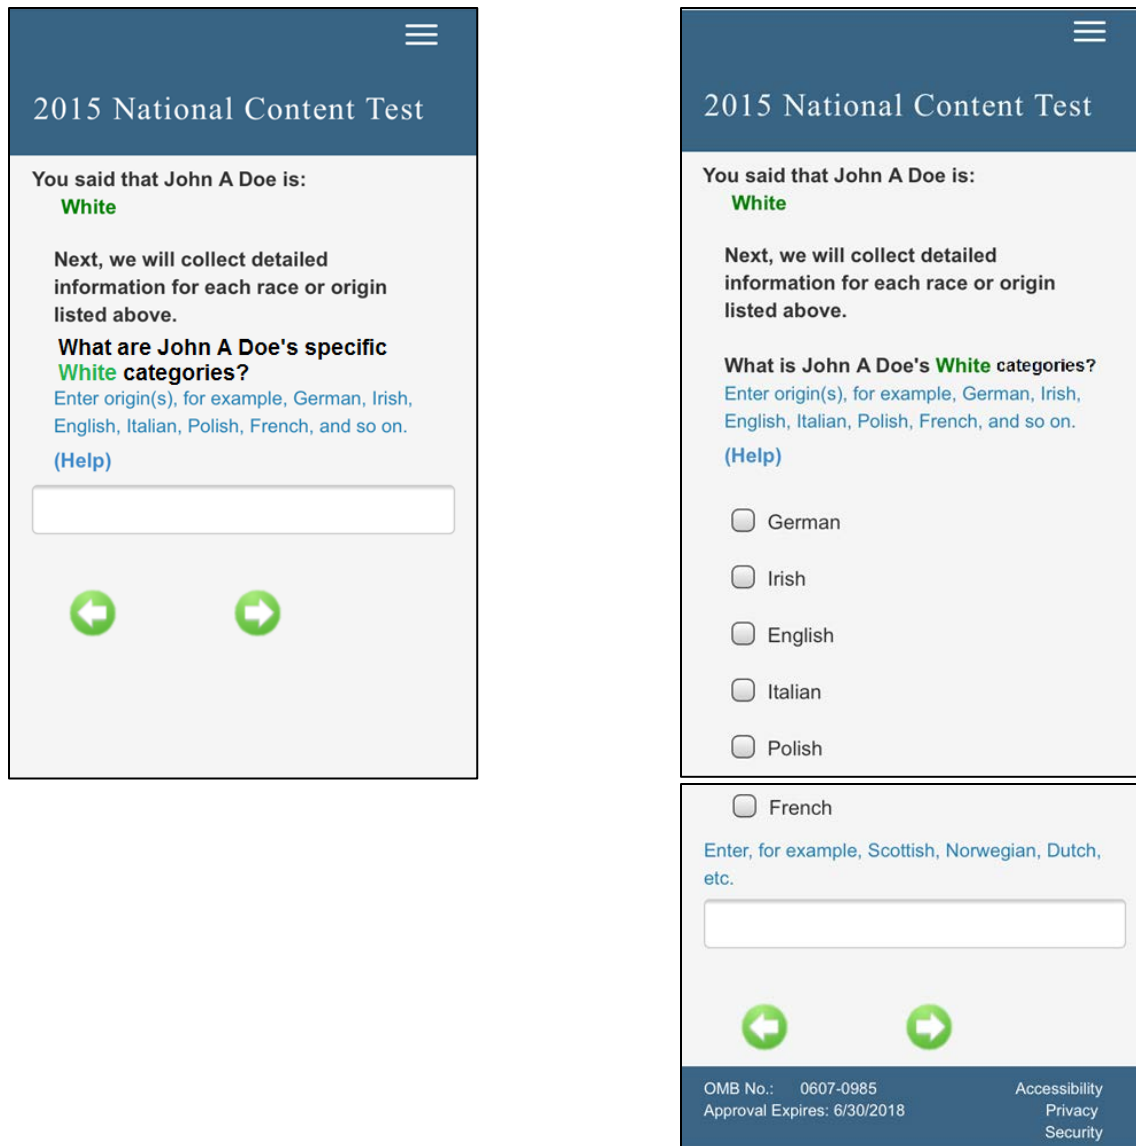 2015 National Content Test
You said that John A Doe is:
White
Next, we will collect detailed
information for each race or origin
listed above.
What are John A Doe's specific
White categories?
Enter origin(s), for example, German, Irish,
English, Italian, Polish, French, and so on.
(Help)
2015 National Content Test
You said that John A Doe is:
White
Next, we will collect detailed
information for each race or origin
listed above.
What is John A Doe's White categories?
Enter origin(s), for example, German, Irish,
English, Italian, Polish, French, and so on.
(Help)
German
Irish
English
Italian
Polish
French
Enter, for example, Scottish, Norwegian, Dutch,
etc.
OMB No.: 0607-0985 Accessibility
Approval Expires: 6/30/2018 Privacy
Security